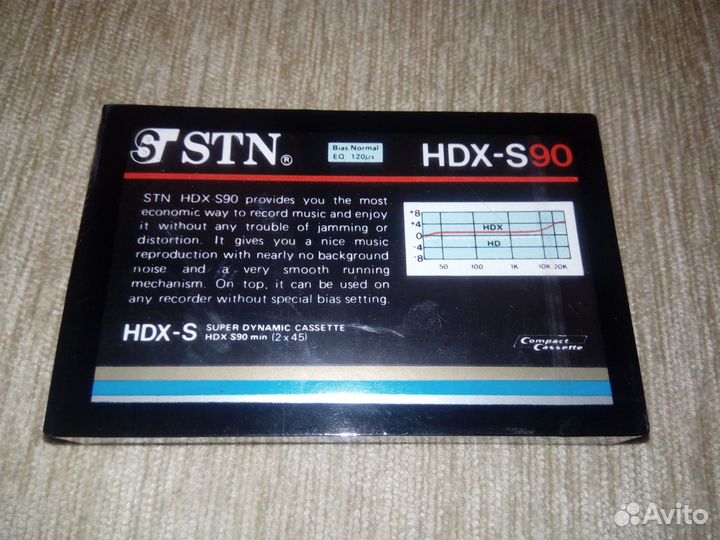 STN®
Bias Normal
EQ 120µs
HDX-S90
STN HDX-S90 provides you the most
economic way to record music and enjoy
it without any trouble of jamming or
distortion. It gives you a nice music
reproduction with nearly no background
noise and a very smooth running
mechanism. On top, it can be used on
any recorder without special bias setting.
+8
+4
0
-4
-8
HDX
HD
50 100 1K 10K 20K
HDX-S SUPER DYNAMIC CASSETTE
HDX S90 min (2x45)
Compact
Cassette
Avito